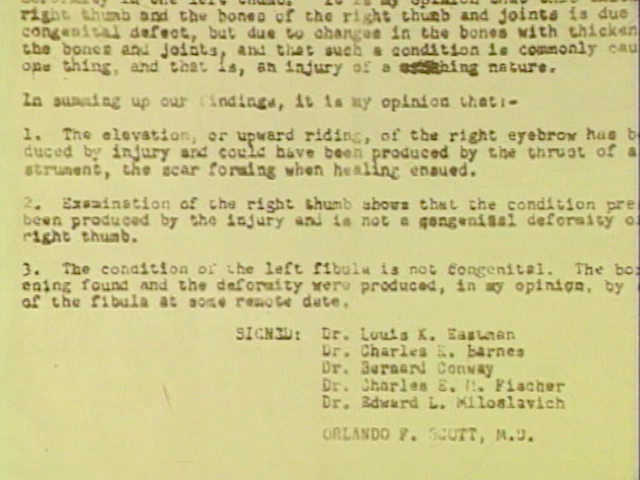 right thumb and the bones of the right thumb and joints is due
congenital defect, but due to changes in the bones with thicken
the bones and joints, and that such a condition is commonly cau
one thing, and that is, an injury of a crushing nature.
In summing up our findings, it is my opinion that:-
1. The elevation, or upward riding, of the right eyebrow has b
duced by injury and could have been produced by the thrust of a
strument, the scar forming when healing ensued.
2. Examination of the right thumb shows that the condition pre
been produced by the injury and is not a congenital deformity o
right thumb.
3. The condition of the left fibula is not congenital. The bo
ening found and the deformity were produced, in my opinion, by
of the fibula at some remote date.
SIGNED: Dr. Louis K. Eastman
Dr. Charles K. Barnes
Dr. Bernard Conway
Dr. Charles E. M. Fischer
Dr. Edward L. Miloslavich
ORLANDO F. SCOTT, M.D.